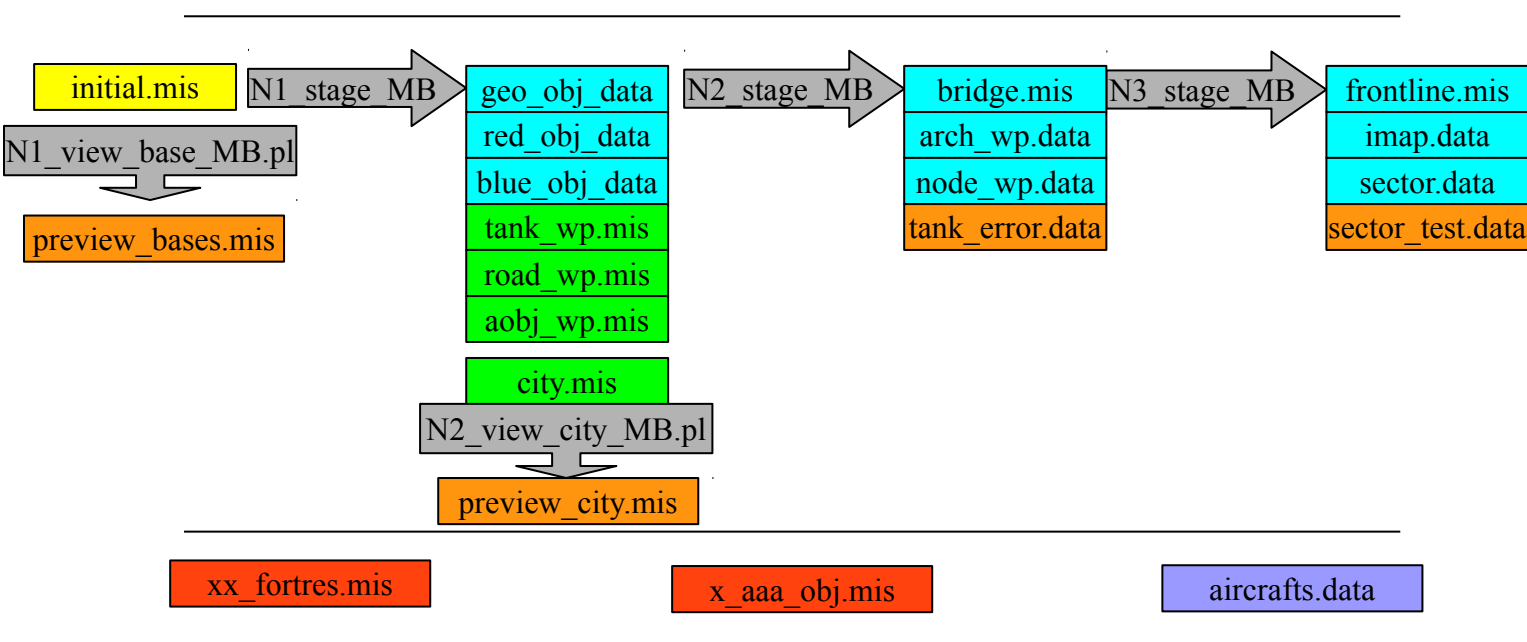 initial.mis
N1_stage_MB
geo_obj_data
N2_stage_MB
bridge.mis
N3_stage_MB
frontline.mis
red_obj_data
arch_wp.data
imap.data
N1_view_base_MB.pl
blue_obj_data
node_wp.data
sector.data
preview_bases.mis
tank_wp.mis
tank_error.data
sector_test.data
road_wp.mis
aobj_wp.mis
city.mis
N2_view_city_MB.pl
preview_city.mis
xx_fortres.mis
x_aaa_obj.mis
aircrafts.data